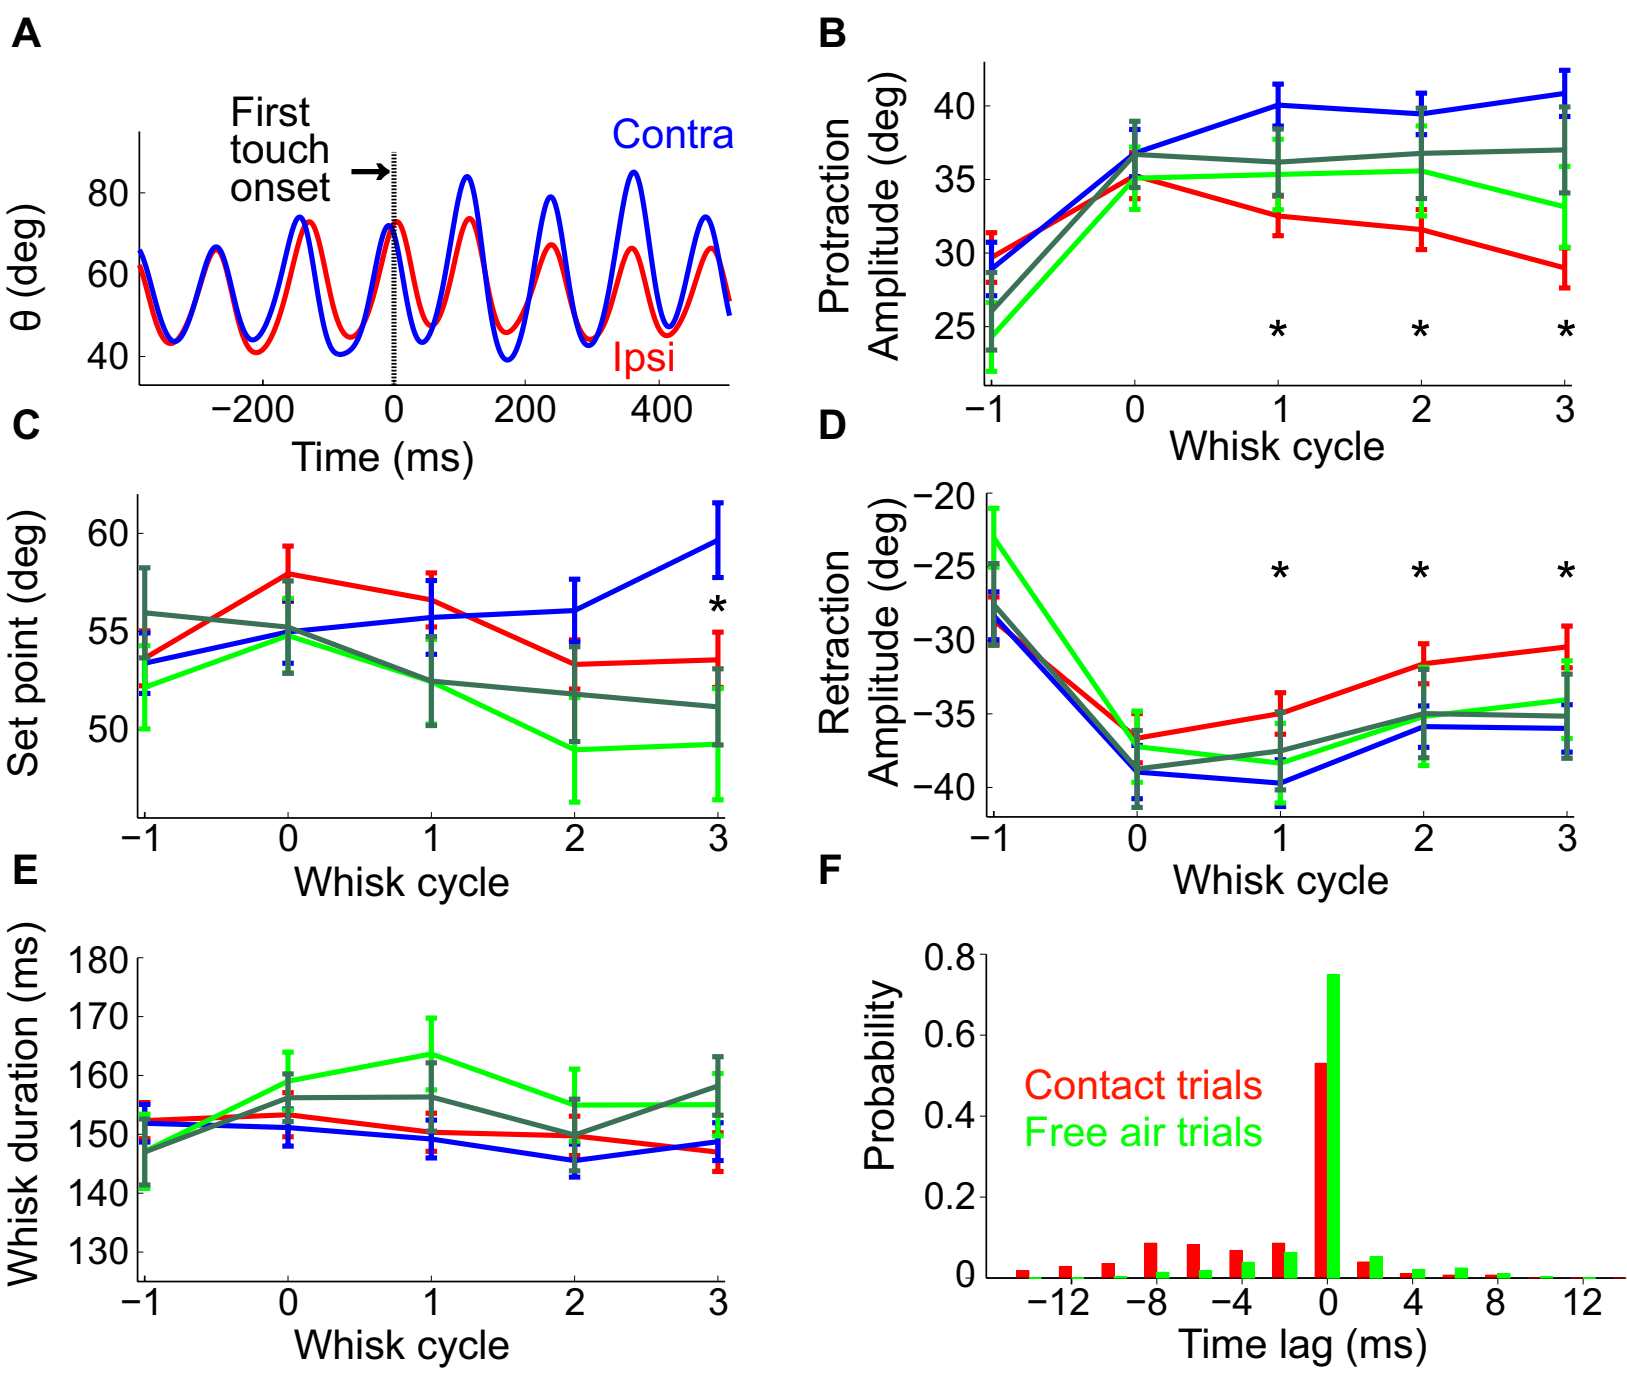 A
First
touch
onset
Contra
Ipsi
θ (deg)
80
60
40
−200
0
200
400
Time (ms)
B
Protraction
Amplitude (deg)
40
35
30
25
*
*
*
−1
0
1
2
3
Whisk cycle
C
Set point (deg)
60
55
50
*
−1
0
1
2
3
Whisk cycle
D
Retraction
Amplitude (deg)
−20
−25
−30
−35
−40
*
*
*
−1
0
1
2
3
Whisk cycle
E
Whisk duration (ms)
180
170
160
150
140
130
−1
0
1
2
3
Whisk cycle
F
Probability
0.8
0.6
0.4
0.2
0
Contact trials
Free air trials
−12
−8
−4
0
4
8
12
Time lag (ms)